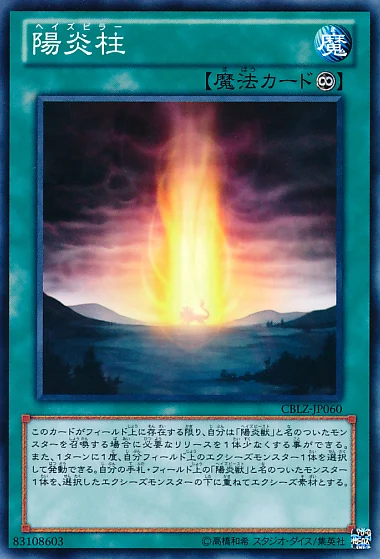 ヘイズピラー
陽炎柱
魔
【魔法カード】
CBLZ-JP060
このカードがフィールド上に存在する限り、自分は「陽炎獣」と名のついたモン
スターを召喚する場合に必要なリリースを1体少なくする事ができる。
また、1ターンに1度、自分フィールド上のエクシーズモンスター1体を選択
して発動できる。自分の手札・フィールド上の「陽炎獣」と名のついたモンスター
1体を、選択したエクシーズモンスターの下に重ねてエクシーズ素材とする。
83108603
©高橋和希 スタジオ・ダイス/集英社